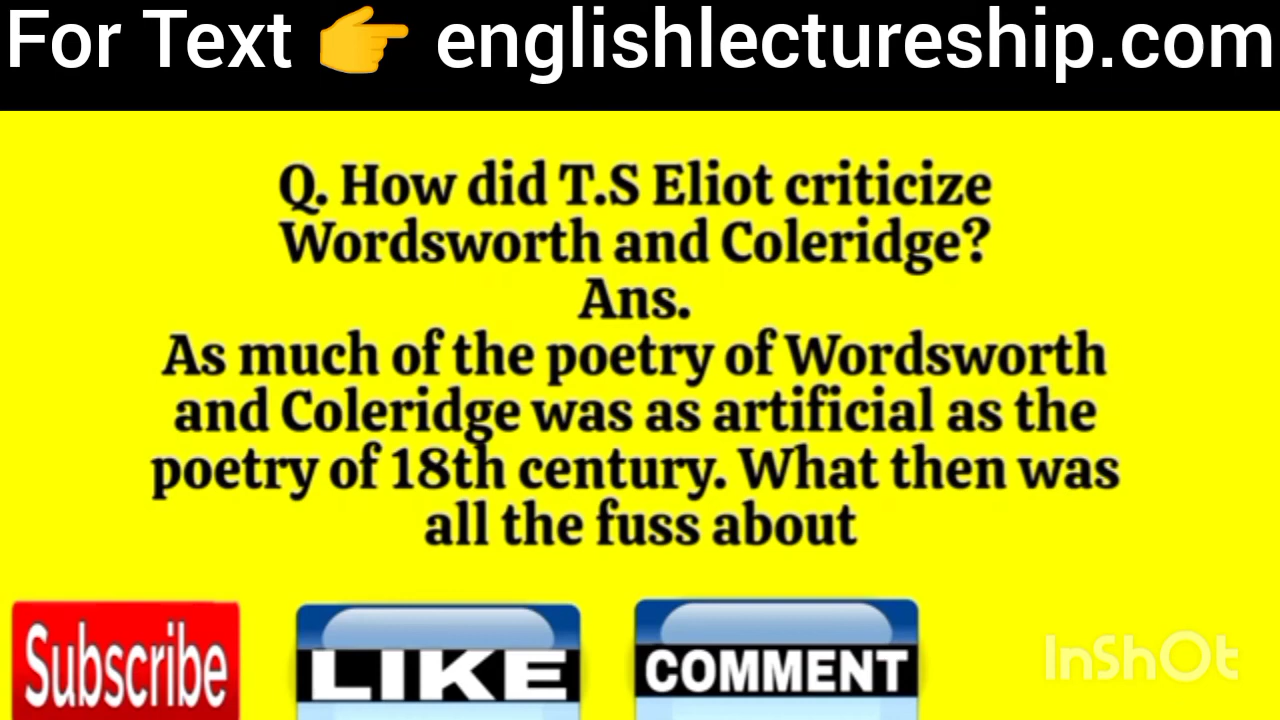 For Text 👉 englishlectureship.com
Q. How did T.S Eliot criticize
Wordsworth and Coleridge?
Ans.
As much of the poetry of Wordsworth
and Coleridge was as artificial as the
poetry of 18th century. What then was
all the fuss about
Subscribe
LIKE
COMMENT
InShOt